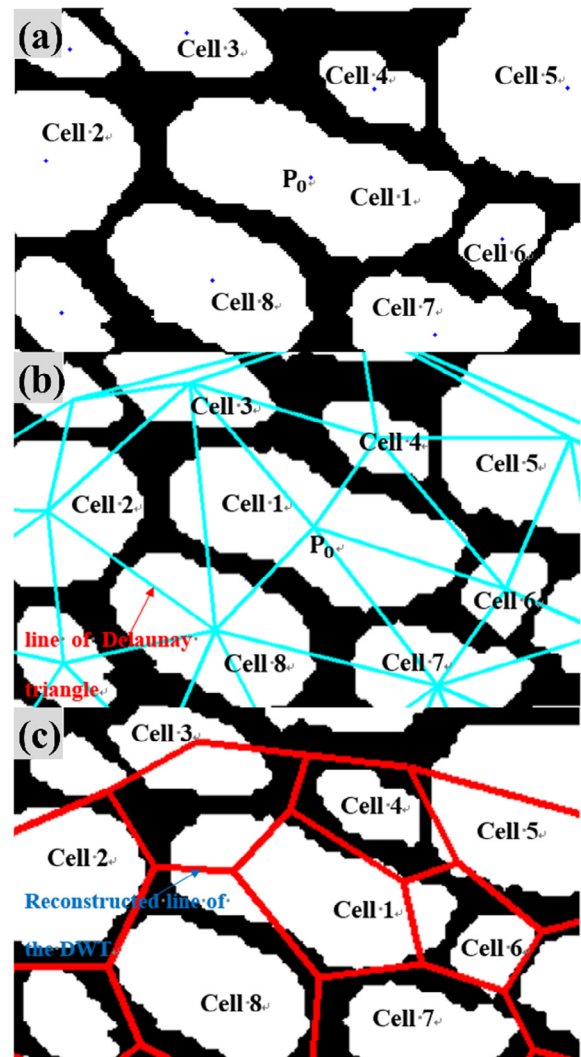 (a)
Cell 3
Cell 4
Cell 5
Cell 2
P0
Cell 1
Cell 6
Cell 8
Cell 7
(b)
Cell 3
Cell 4
Cell 5
Cell 2
Cell 1
P0
Cell 6
line of Delaunay
triangle
Cell 8
Cell 7
(c)
Cell 3
Cell 4
Cell 5
Cell 2
Reconstructed line of
the DWT
Cell 1
Cell 6
Cell 8
Cell 7